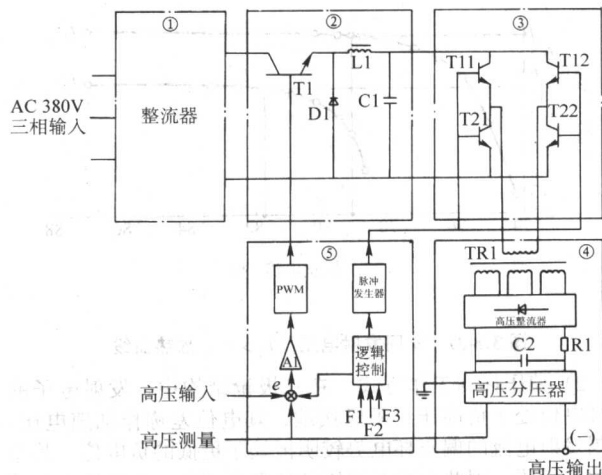 ①
②
③
T11
T12
L1
T1
AC 380V
三相输入
整流器
D1
C1
T21
T22
⑤
④
TR1
PWM
脉冲
发生器
高压整流器
A1
逻辑
控制
C2
R1
高压输入
e
高压分压器
F1
F2
F3
高压测量
(−)
高压输出